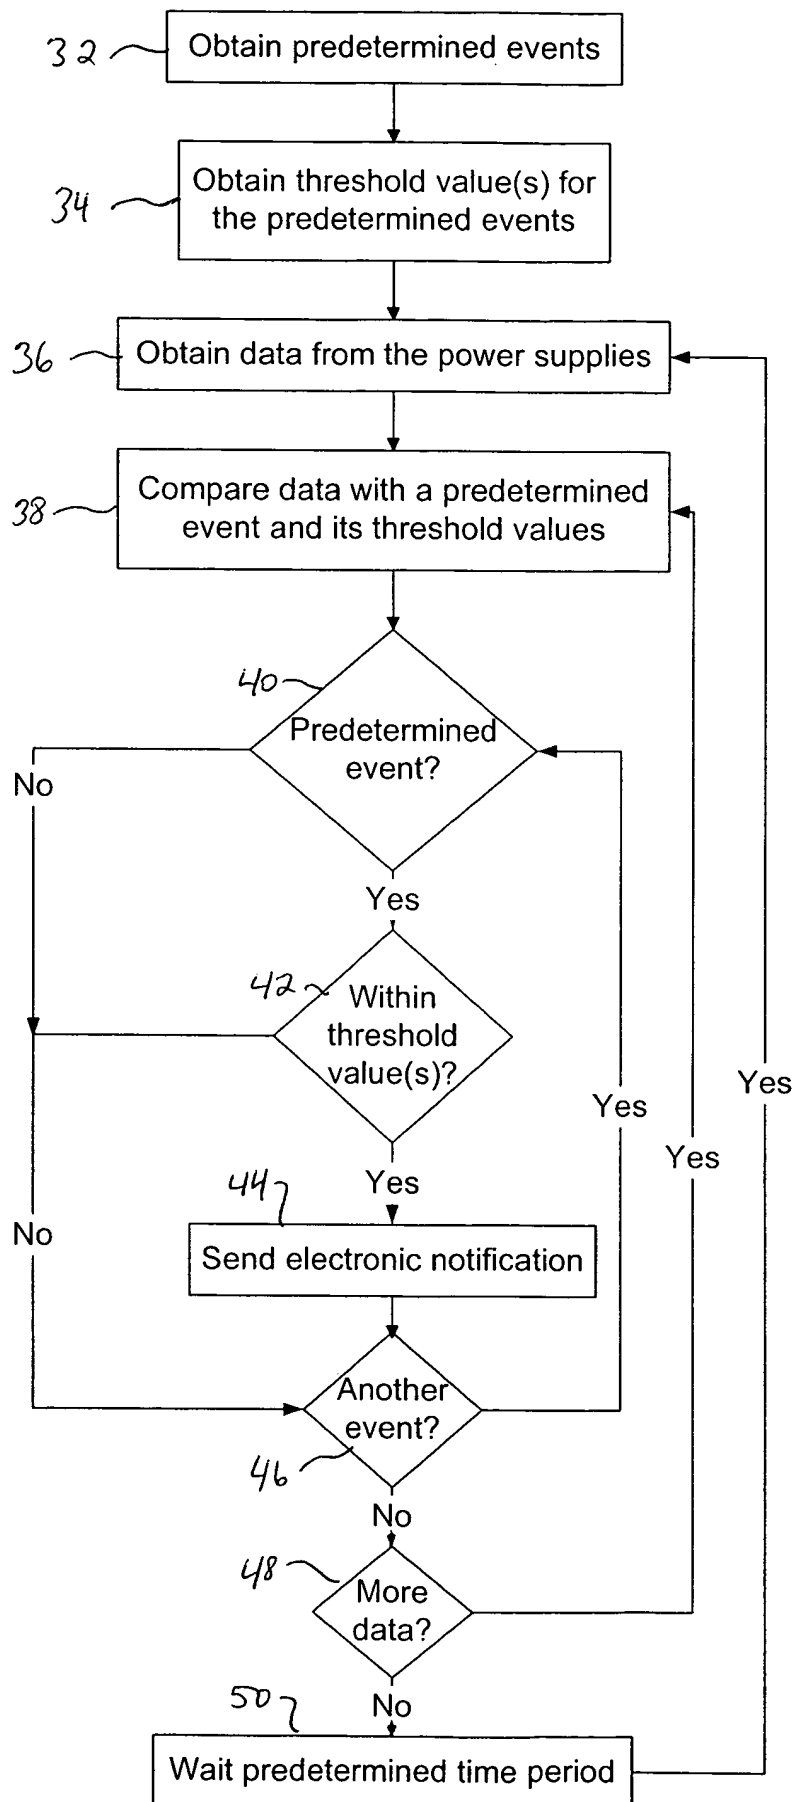 32
Obtain predetermined events
34
Obtain threshold value(s) for
the predetermined events
36
Obtain data from the power supplies
38
Compare data with a predetermined
event and its threshold values
40
Predetermined
event?
No
Yes
42
Within
threshold
value(s)?
Yes
Yes
Yes
Yes
44
No
Send electronic notification
Another
event?
46
No
48
More
data?
50
No
Wait predetermined time period